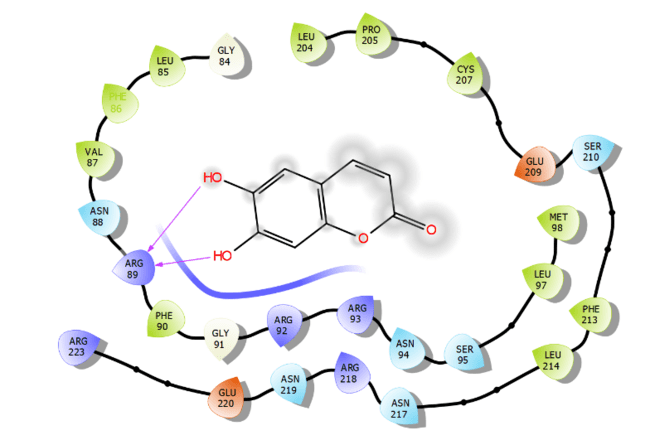 LEU
204
PRO
205
GLY
84
LEU
85
CYS
207
PHE
86
VAL
87
SER
210
GLU
209
HO
ASN
88
MET
98
O
O
HO
ARG
89
LEU
97
PHE
90
GLY
91
ARG
92
ARG
93
PHE
213
ARG
223
ASN
94
SER
95
LEU
214
GLU
220
ASN
219
ARG
218
ASN
217